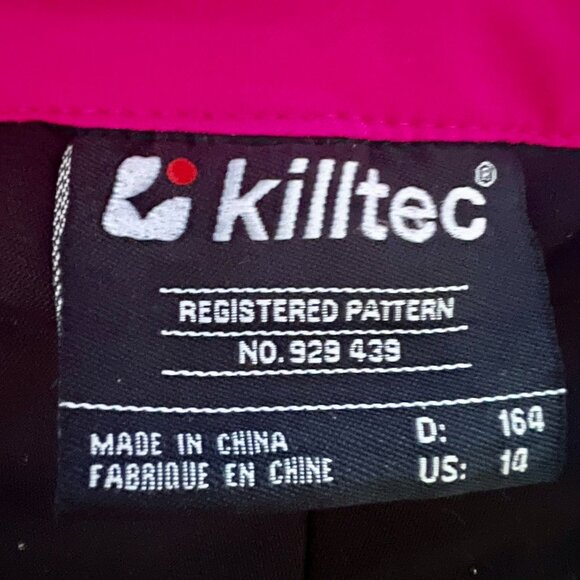 killtec®
REGISTERED PATTERN
NO. 929 439
MADE IN CHINA
FABRIQUE EN CHINE
D: 164
US: 14